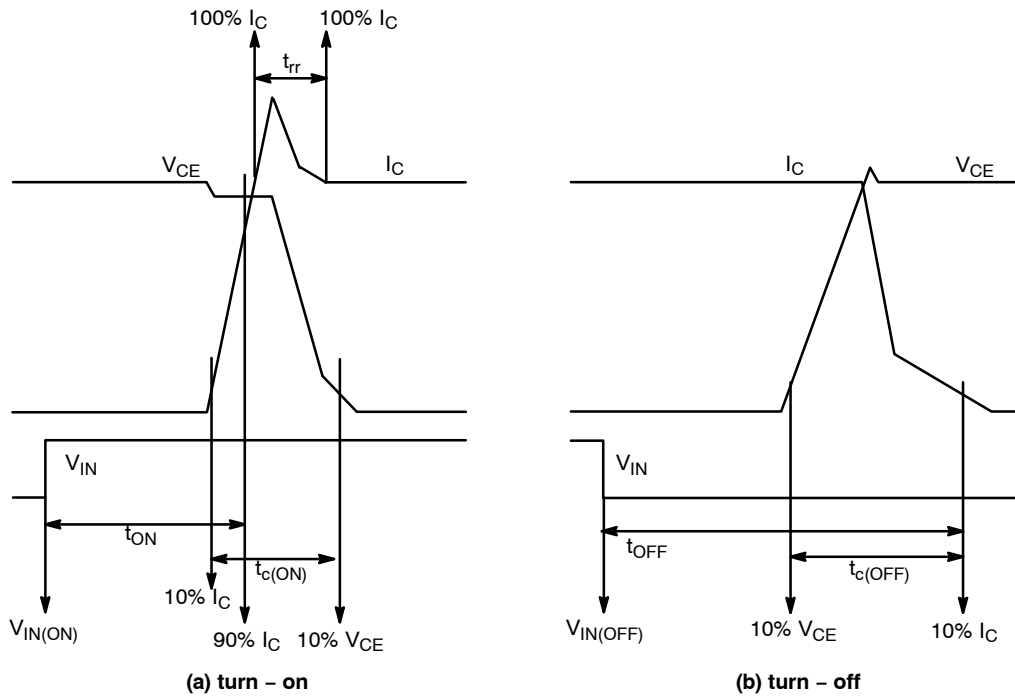 100% I_C
100% I_C
t_rr
V_CE
I_C
V_IN
t_ON
t_c(ON)
10% I_C
V_IN(ON)
90% I_C
10% V_CE
(a) turn – on
I_C
V_CE
V_IN
t_OFF
t_c(OFF)
V_IN(OFF)
10% V_CE
10% I_C
(b) turn – off